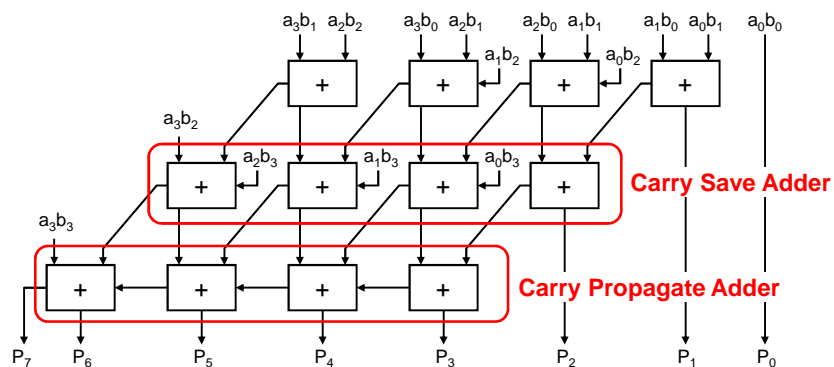 a₃b₁ a₂b₂ a₃b₀ a₂b₁ a₂b₀ a₁b₁ a₁b₀ a₀b₁ a₀b₀
a₁b₂ a₀b₂
+ + + +
a₃b₂
a₂b₃ a₁b₃ a₀b₃
+ + + + Carry Save Adder
a₃b₃
+ + + + Carry Propagate Adder
P₇ P₆ P₅ P₄ P₃ P₂ P₁ P₀